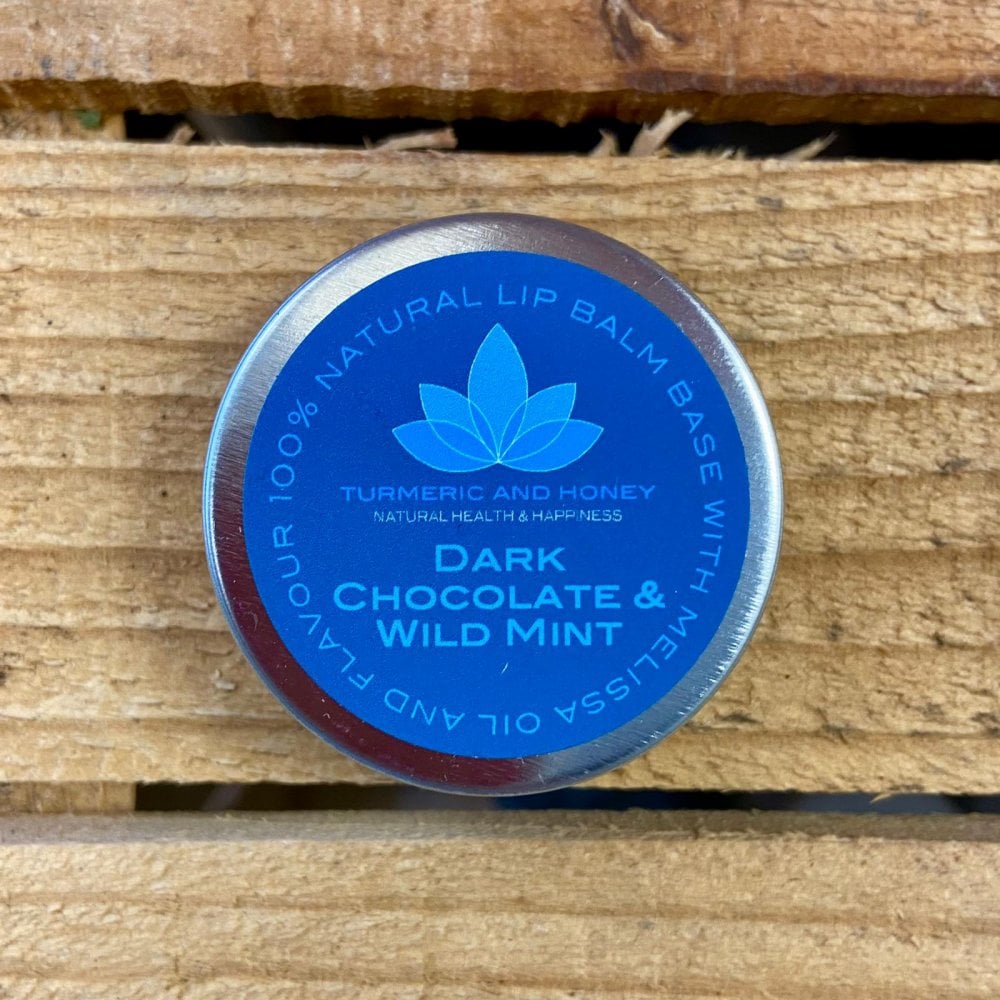 100% NATURAL LIP BALM BASE WITH MELISSA OIL AND FLAVOUR
TURMERIC AND HONEY
NATURAL HEALTH & HAPPINESS
DARK
CHOCOLATE &
WILD MINT